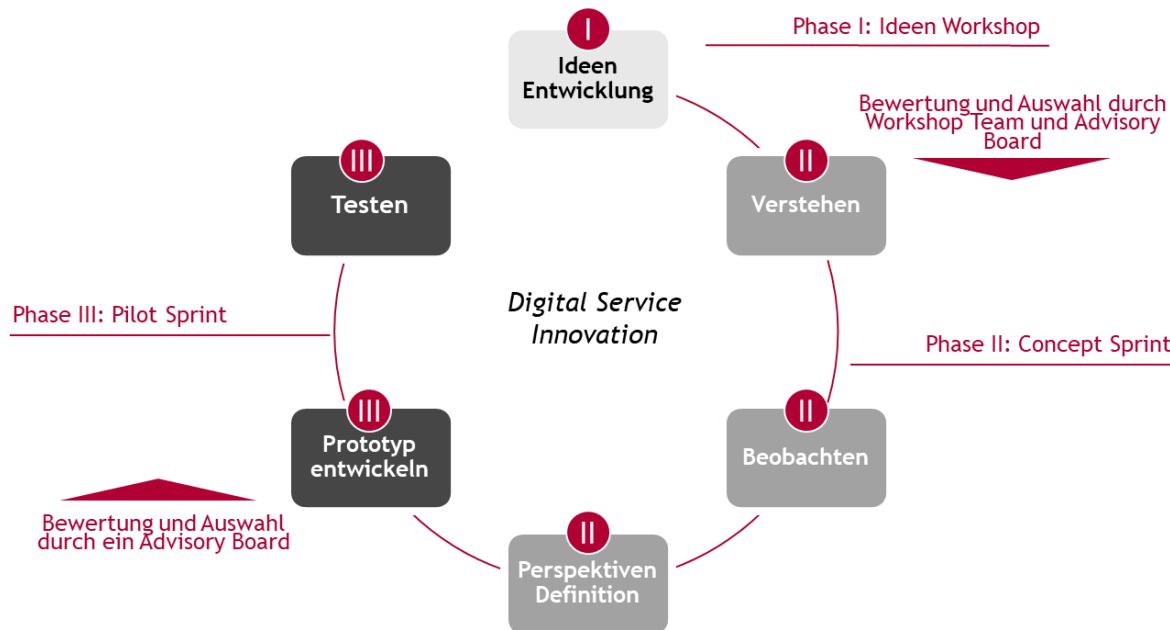 I
Ideen
Entwicklung
Phase I: Ideen Workshop
Bewertung und Auswahl durch
Workshop Team und Advisory
Board
III
Testen
II
Verstehen
Digital Service
Innovation
Phase III: Pilot Sprint
Phase II: Concept Sprint
III
Prototyp
entwickeln
II
Beobachten
Bewertung und Auswahl
durch ein Advisory Board
II
Perspektiven
Definition